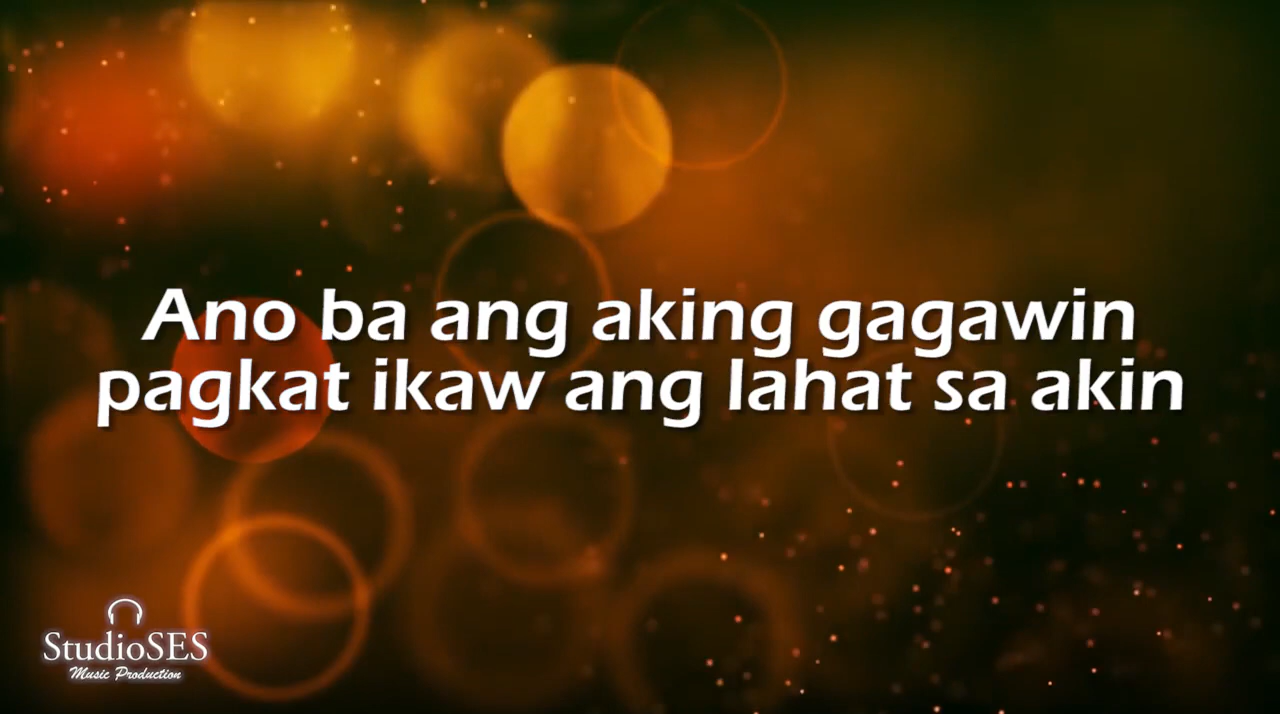 Ano ba ang aking gagawin
pagkat ikaw ang lahat sa akin
StudioSES
Music Production